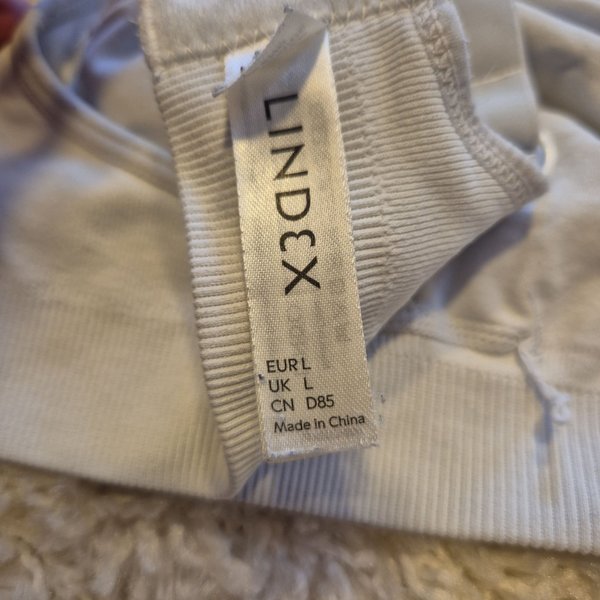 LINDEX
EUR L
UK L
CN D85
Made in China